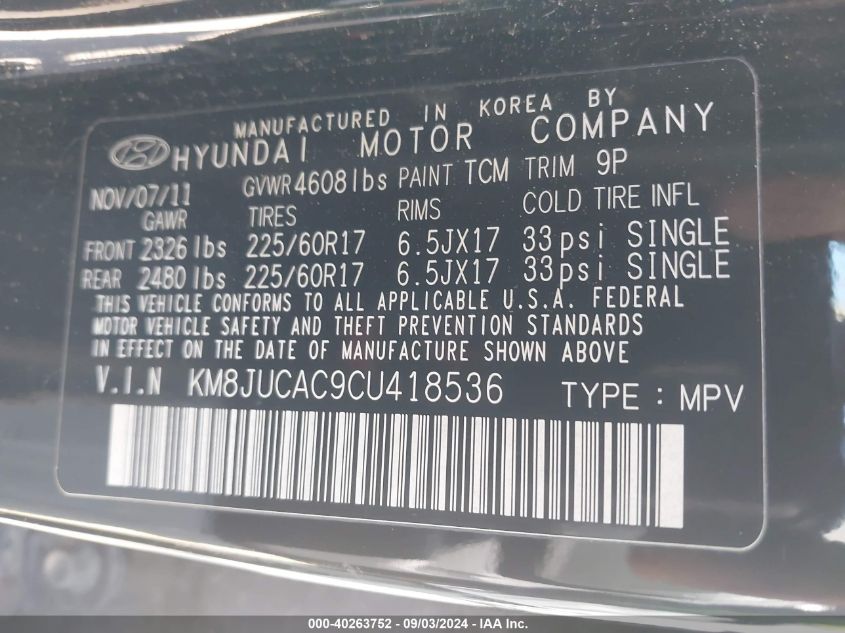 MANUFACTURED IN KOREA BY
HYUNDAI MOTOR COMPANY
NOV/07/11 GVWR 4608 lbs PAINT TCM TRIM 9P
GAWR TIRES RIMS COLD TIRE INFL
FRONT 2326 lbs 225/60R17 6.5JX17 33psi SINGLE
REAR 2480 lbs 225/60R17 6.5JX17 33psi SINGLE
THIS VEHICLE CONFORMS TO ALL APPLICABLE U.S.A. FEDERAL
MOTOR VEHICLE SAFETY AND THEFT PREVENTION STANDARDS
IN EFFECT ON THE DATE OF MANUFACTURE SHOWN ABOVE
V.I.N KM8JUCAC9CU418536 TYPE : MPV
000-40263752 - 09/03/2024 - IAA Inc.